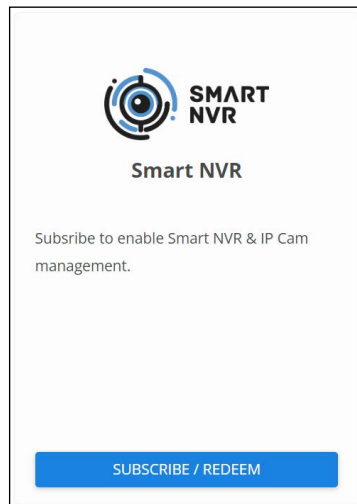 SMART
NVR
Smart NVR
Subsribe to enable Smart NVR & IP Cam
management.
SUBSCRIBE / REDEEM